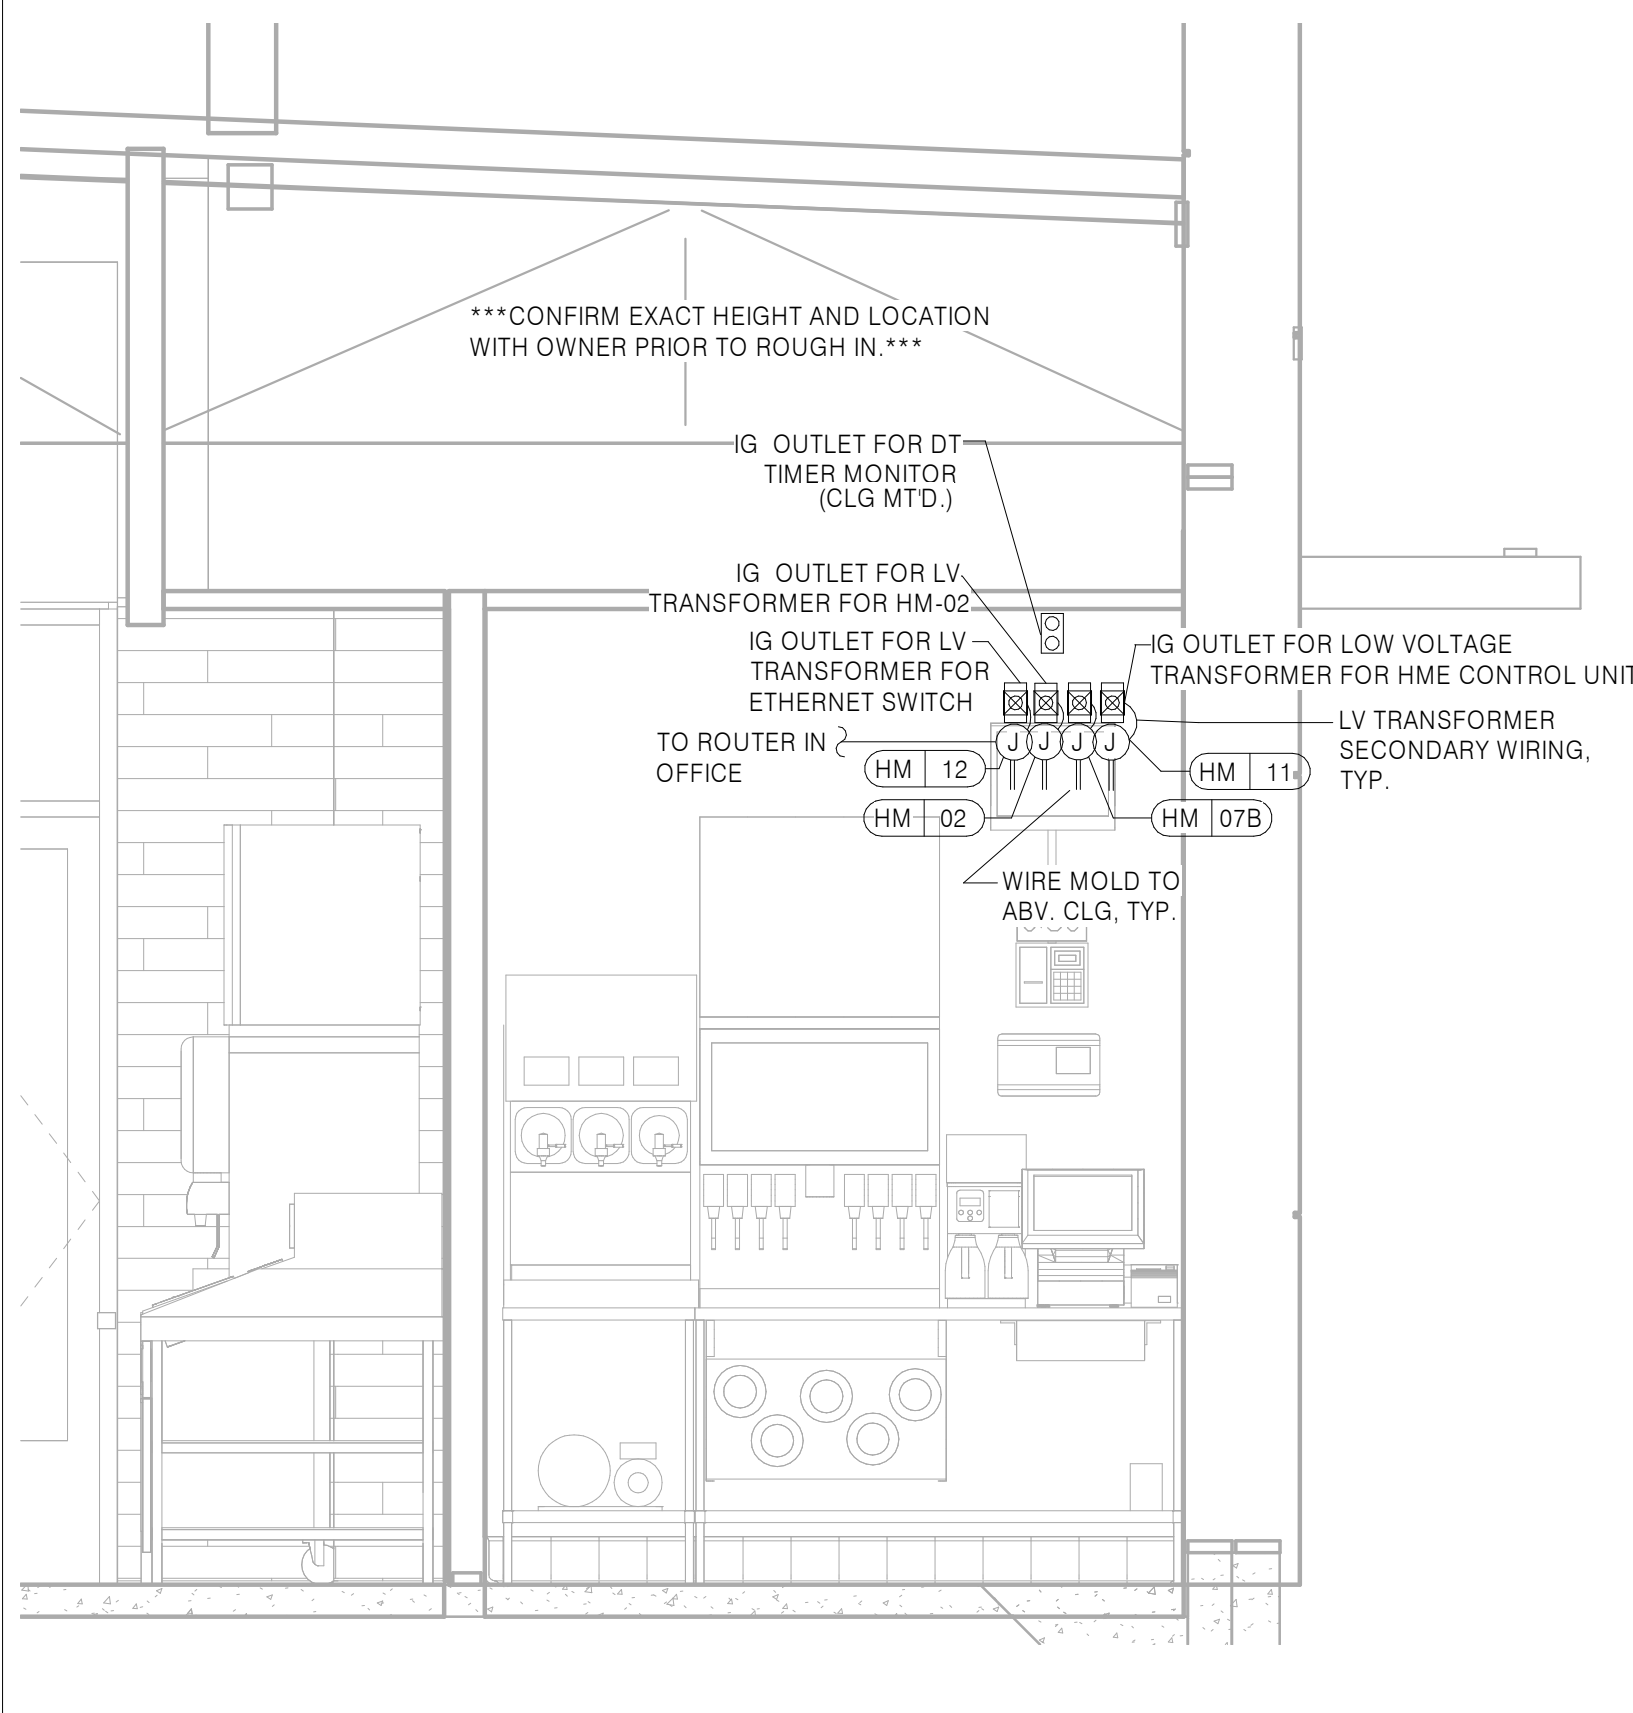 ***CONFIRM EXACT HEIGHT AND LOCATION
WITH OWNER PRIOR TO ROUGH IN.***
IG OUTLET FOR DT
TIMER MONITOR
(CLG MT'D.)
IG OUTLET FOR LV
TRANSFORMER FOR HM-02
IG OUTLET FOR LV
TRANSFORMER FOR
ETHERNET SWITCH
IG OUTLET FOR LOW VOLTAGE
TRANSFORMER FOR HME CONTROL UNIT
LV TRANSFORMER
SECONDARY WIRING,
TYP.
TO ROUTER IN
OFFICE
J J J J
HM 12
HM 11
HM 02
HM 07B
WIRE MOLD TO
ABV. CLG, TYP.